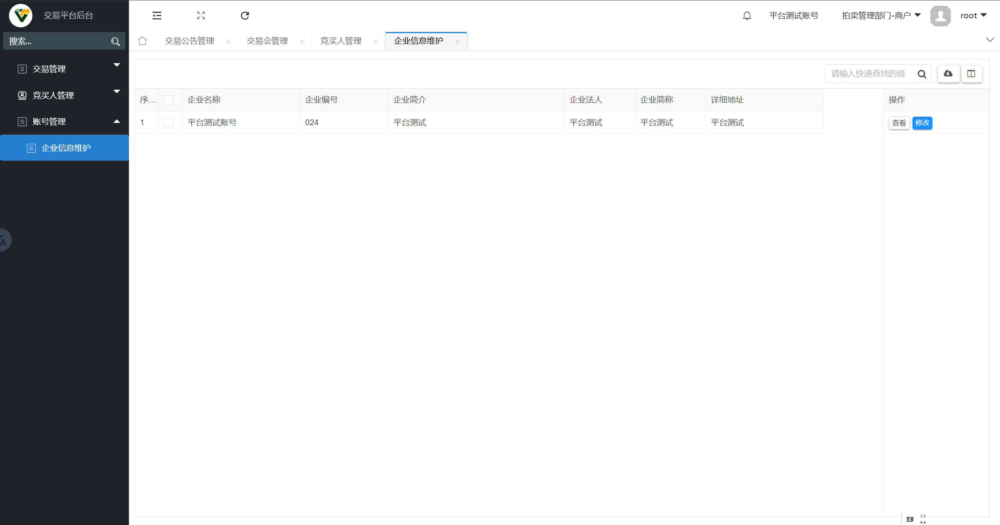 交易平台后台
平台测试账号 拍卖管理部门-商户 root
搜索...
交易公告管理 交易会管理 竞买人管理 企业信息维护
交易管理
竞买人管理
账号管理
企业信息维护
请输入快速查找的值
序... 企业名称 企业编号 企业简介 企业法人 企业简称 详细地址 操作
1 平台测试账号 024 平台测试 平台测试 平台测试 平台测试 查看 修改
A
EN